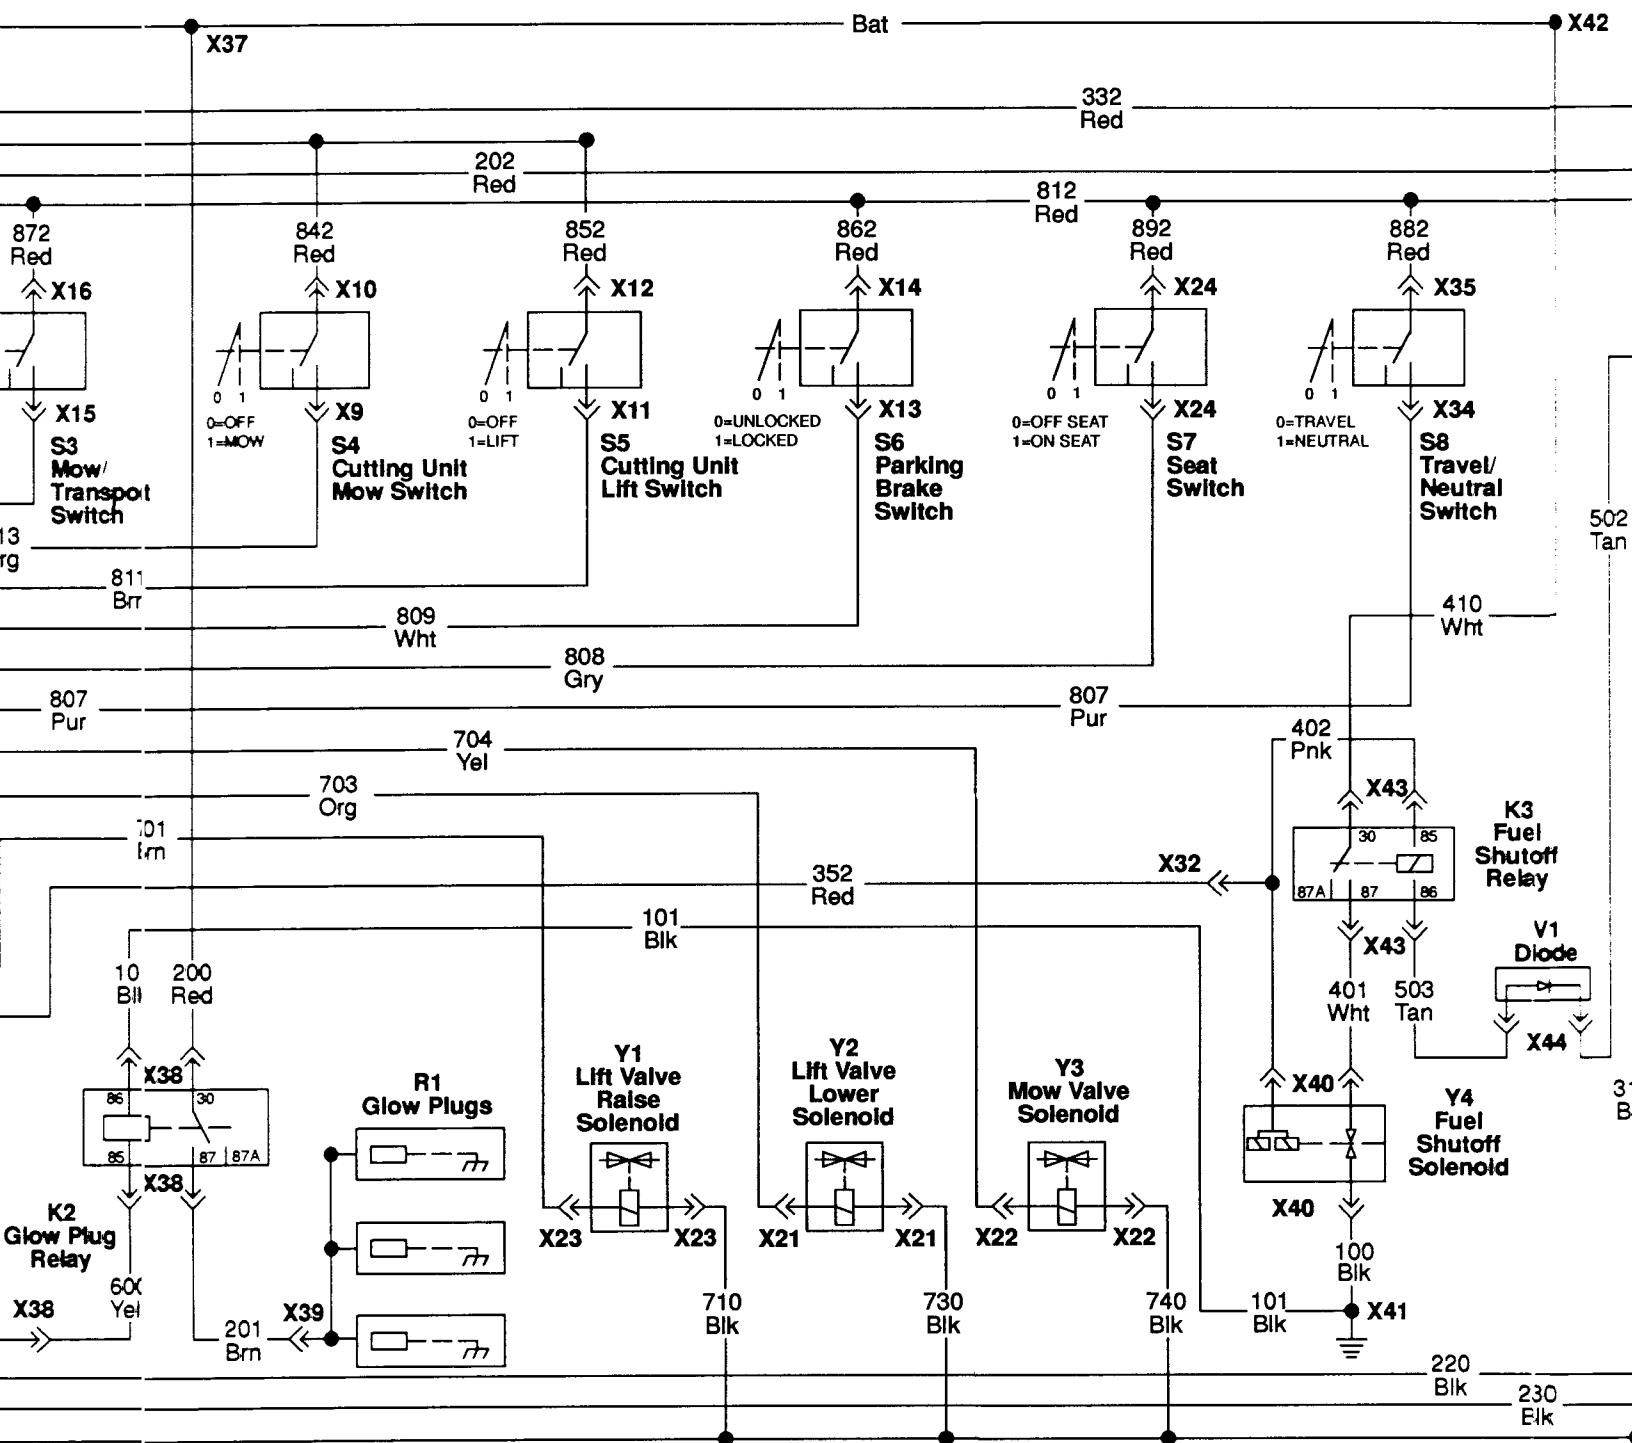 Bat
X37
X42
332
Red
202
Red
812
Red
872
Red
842
Red
852
Red
862
Red
892
Red
882
Red
X16
X10
X12
X14
X24
X35
0 1
0 1
0 1
0 1
0 1
X15
X9
X11
X13
X24
X34
0=OFF
1=MOW
0=OFF
1=LIFT
0=UNLOCKED
1=LOCKED
0=OFF SEAT
1=ON SEAT
0=TRAVEL
1=NEUTRAL
S3
Mow/
Transport
Switch
S4
Cutting Unit
Mow Switch
S5
Cutting Unit
Lift Switch
S6
Parking
Brake
Switch
S7
Seat
Switch
S8
Travel/
Neutral
Switch
502
Tan
13
rg
811
Brr
809
Wht
410
Wht
808
Gry
807
Pur
807
Pur
402
Pnk
704
Yel
703
Org
X43
K3
Fuel
Shutoff
Relay
30 85
87A 87 86
01
X32
352
Red
101
Blk
X43
V1
Diode
10
200
Red
401
Wht
503
Tan
X44
X38
86 30
85 87 87A
X38
K2
Glow Plug
Relay
R1
Glow Plugs
Y1
Lift Valve
Raise
Solenoid
Y2
Lift Valve
Lower
Solenoid
Y3
Mow Valve
Solenoid
X40
Y4
Fuel
Shutoff
Solenoid
31
B
X40
X23 X23
X21 X21
X22 X22
60
Yel
X38
201
Brn
X39
710
Blk
730
Blk
740
Blk
101
Blk
100
Blk
X41
220
Blk
230
Blk